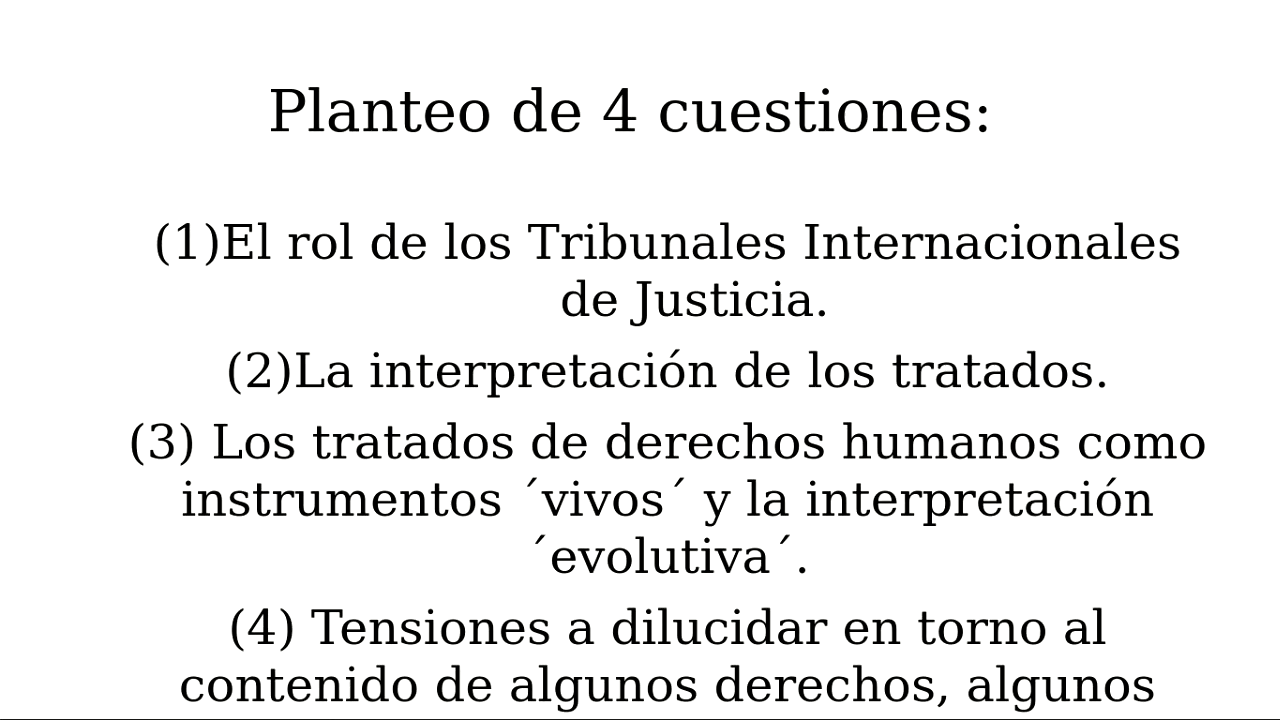 Planteo de 4 cuestiones:
(1)El rol de los Tribunales Internacionales
de Justicia.
(2)La interpretación de los tratados.
(3) Los tratados de derechos humanos como
instrumentos ´vivos´ y la interpretación
´evolutiva´.
(4) Tensiones a dilucidar en torno al
contenido de algunos derechos, algunos